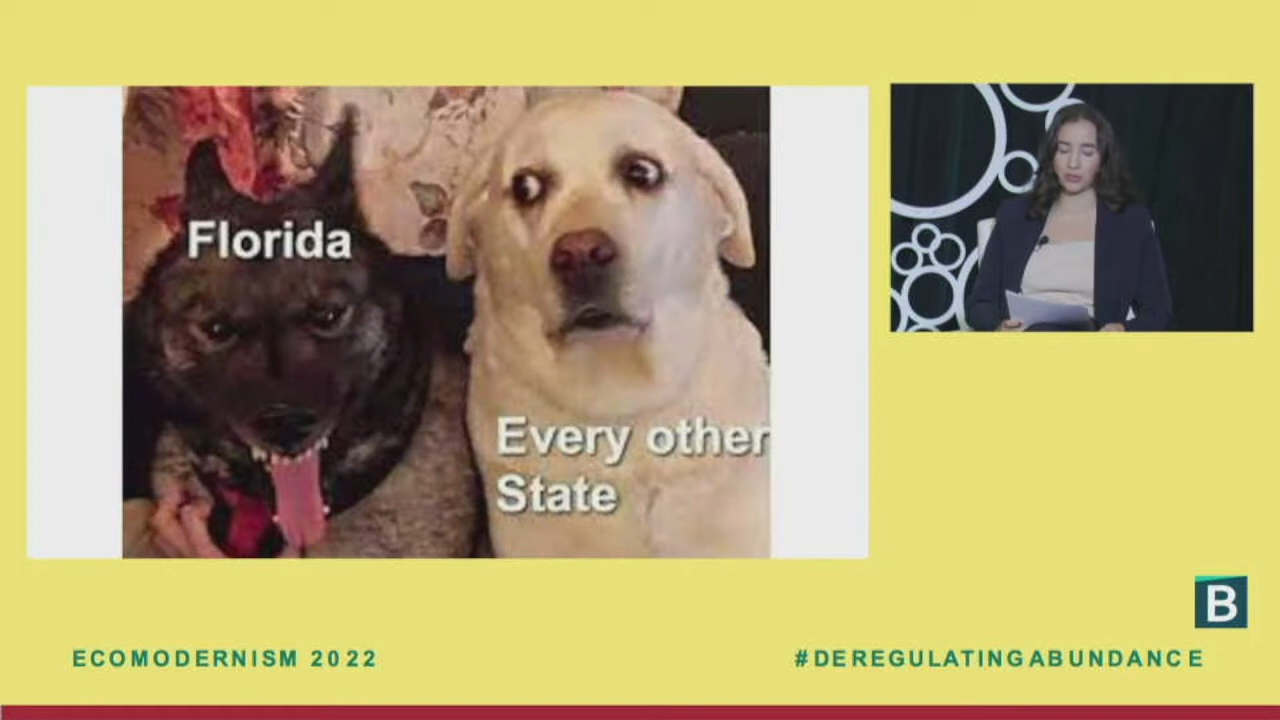 Florida
Every other
State
B
ECOMODERNISM 2022
#DEREGULATINGABUNDANCE